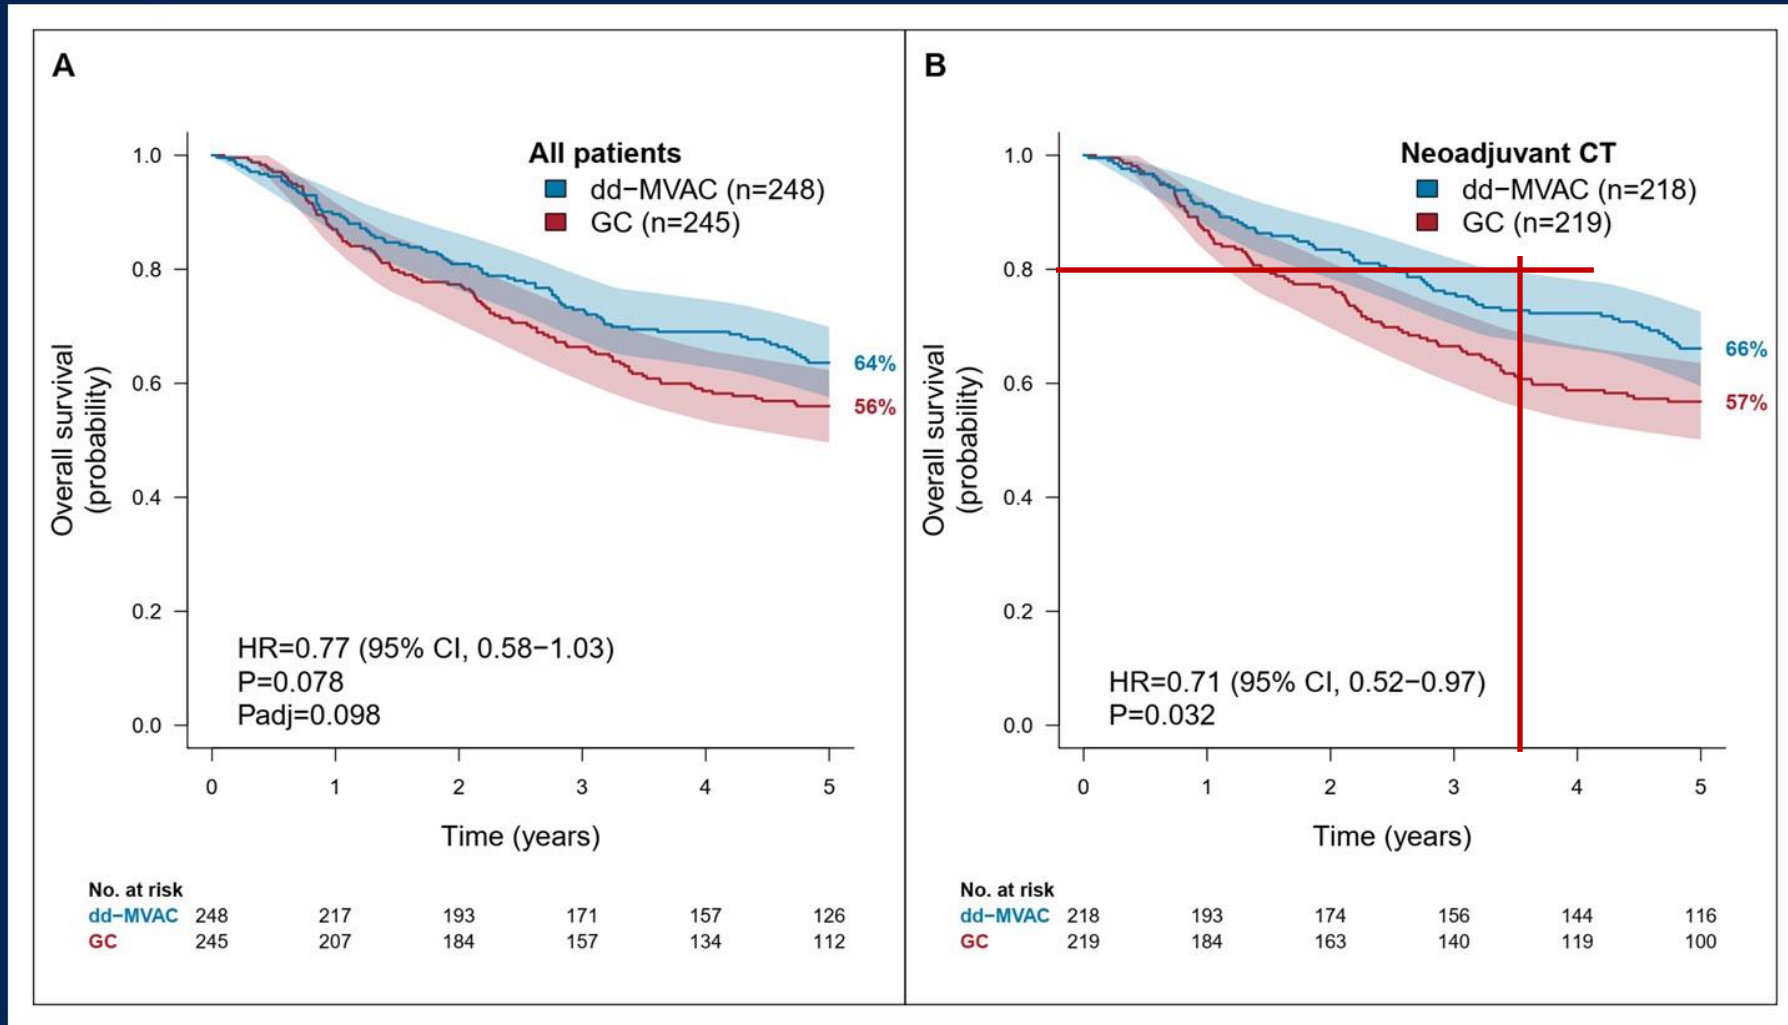 A
All patients
dd−MVAC (n=248)
GC (n=245)
1.0
0.8
0.6
0.4
0.2
0.0
Overall survival
(probability)
64%
56%
HR=0.77 (95% CI, 0.58−1.03)
P=0.078
Padj=0.098
0 1 2 3 4 5
Time (years)
No. at risk
dd−MVAC 248 217 193 171 157 126
GC 245 207 184 157 134 112
B
Neoadjuvant CT
dd−MVAC (n=218)
GC (n=219)
1.0
0.8
0.6
0.4
0.2
0.0
Overall survival
(probability)
66%
57%
HR=0.71 (95% CI, 0.52−0.97)
P=0.032
0 1 2 3 4 5
Time (years)
No. at risk
dd−MVAC 218 193 174 156 144 116
GC 219 184 163 140 119 100